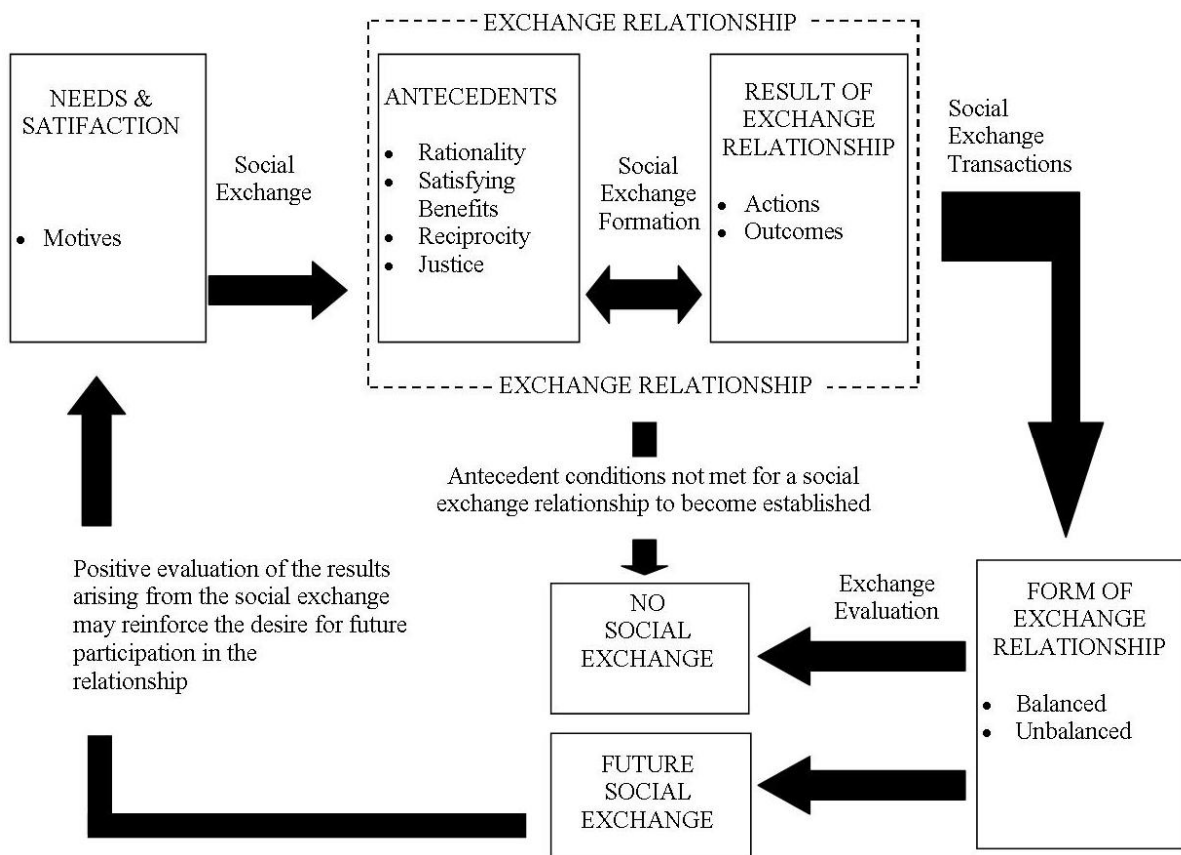 EXCHANGE RELATIONSHIP
NEEDS &
SATIFACTION
• Motives
Social
Exchange
ANTECEDENTS
• Rationality
• Satisfying
Benefits
• Reciprocity
• Justice
Social
Exchange
Formation
RESULT OF
EXCHANGE
RELATIONSHIP
• Actions
• Outcomes
Social
Exchange
Transactions
EXCHANGE RELATIONSHIP
Antecedent conditions not met for a social
exchange relationship to become established
Positive evaluation of the results
arising from the social exchange
may reinforce the desire for future
participation in the
relationship
NO
SOCIAL
EXCHANGE
Exchange
Evaluation
FORM OF
EXCHANGE
RELATIONSHIP
• Balanced
• Unbalanced
FUTURE
SOCIAL
EXCHANGE